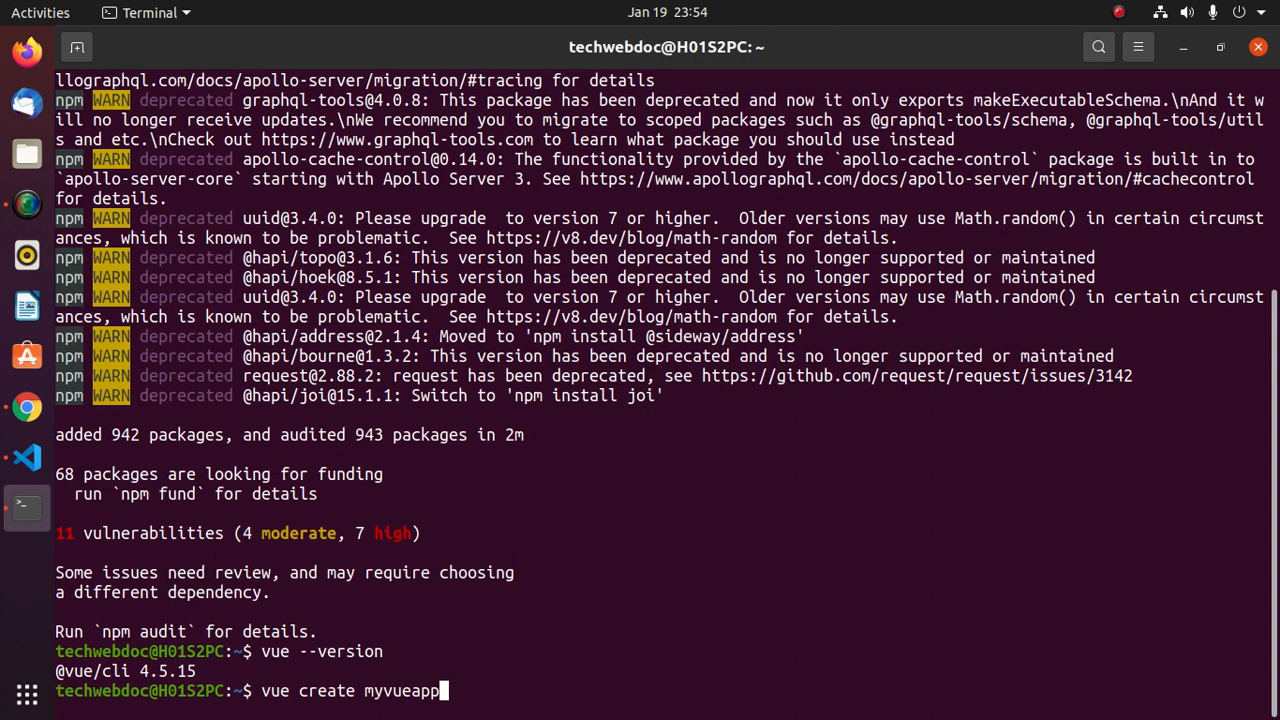 Activities
Terminal
Jan 19 23:54
techwebdoc@H01S2PC: ~
llographql.com/docs/apollo-server/migration/#tracing for details
npm WARN deprecated graphql-tools@4.0.8: This package has been deprecated and now it only exports makeExecutableSchema.\nAnd it w
ill no longer receive updates.\nWe recommend you to migrate to scoped packages such as @graphql-tools/schema, @graphql-tools/util
s and etc.\nCheck out https://www.graphql-tools.com to learn what package you should use instead
npm WARN deprecated apollo-cache-control@0.14.0: The functionality provided by the `apollo-cache-control` package is built in to
`apollo-server-core` starting with Apollo Server 3. See https://www.apollographql.com/docs/apollo-server/migration/#cachecontrol
for details.
npm WARN deprecated uuid@3.4.0: Please upgrade  to version 7 or higher.  Older versions may use Math.random() in certain circumst
ances, which is known to be problematic.  See https://v8.dev/blog/math-random for details.
npm WARN deprecated @hapi/topo@3.1.6: This version has been deprecated and is no longer supported or maintained
npm WARN deprecated @hapi/hoek@8.5.1: This version has been deprecated and is no longer supported or maintained
npm WARN deprecated uuid@3.4.0: Please upgrade  to version 7 or higher.  Older versions may use Math.random() in certain circumst
ances, which is known to be problematic.  See https://v8.dev/blog/math-random for details.
npm WARN deprecated @hapi/address@2.1.4: Moved to 'npm install @sideway/address'
npm WARN deprecated @hapi/bourne@1.3.2: This version has been deprecated and is no longer supported or maintained
npm WARN deprecated request@2.88.2: request has been deprecated, see https://github.com/request/request/issues/3142
npm WARN deprecated @hapi/joi@15.1.1: Switch to 'npm install joi'
added 942 packages, and audited 943 packages in 2m
68 packages are looking for funding
run `npm fund` for details
11 vulnerabilities (4 moderate, 7 high)
Some issues need review, and may require choosing
a different dependency.
Run `npm audit` for details.
techwebdoc@H01S2PC:~$ vue --version
@vue/cli 4.5.15
techwebdoc@H01S2PC:~$ vue create myvueapp